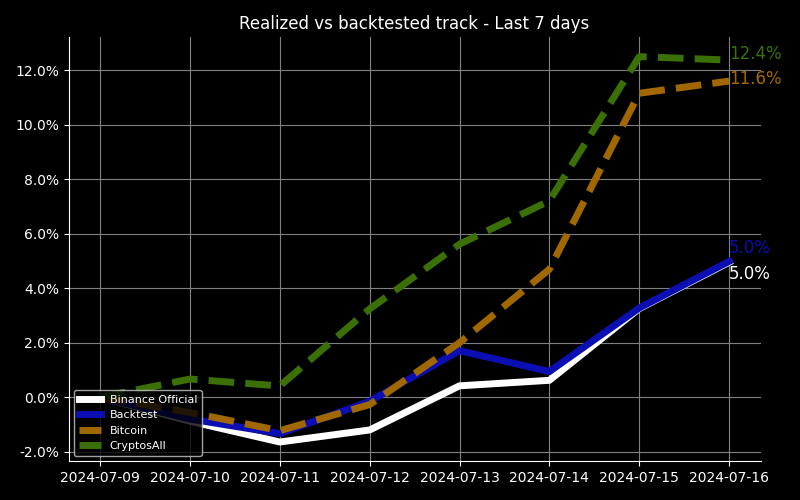 Realized vs backtested track - Last 7 days
12.4%
12.0%
11.6%
10.0%
8.0%
6.0%
5.0%
5.0%
4.0%
2.0%
0.0%
-2.0%
Binance Official
Backtest
Bitcoin
CryptosAll
2024-07-09 2024-07-10 2024-07-11 2024-07-12 2024-07-13 2024-07-14 2024-07-15 2024-07-16